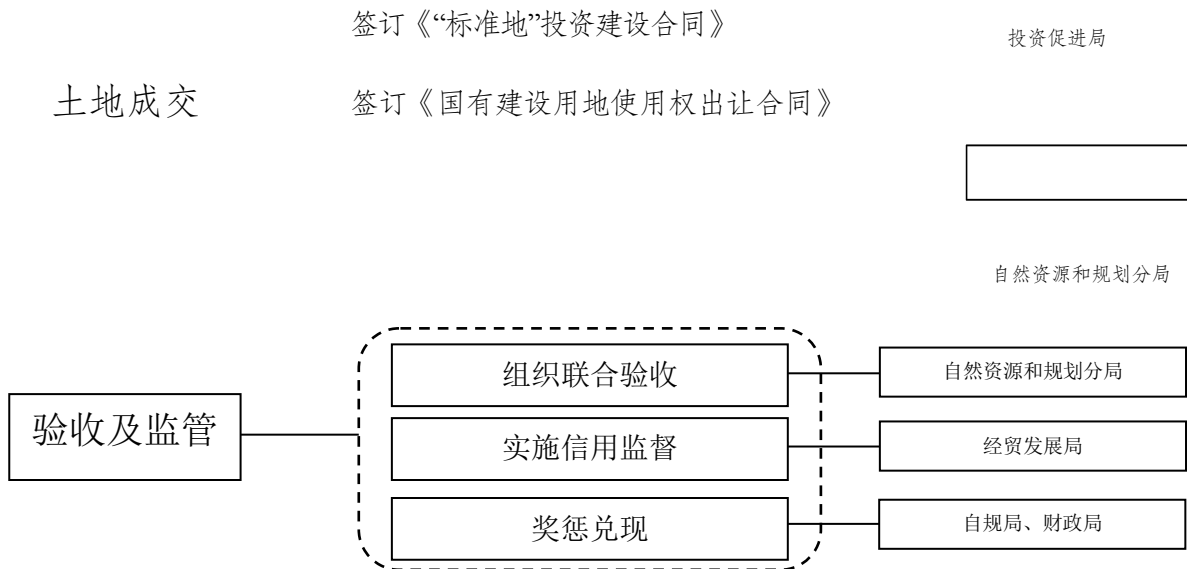 签订《“标准地”投资建设合同》
投资促进局
土地成交
签订《国有建设用地使用权出让合同》
自然资源和规划分局
验收及监管
组织联合验收
自然资源和规划分局
实施信用监督
经贸发展局
奖惩兑现
自规局、财政局